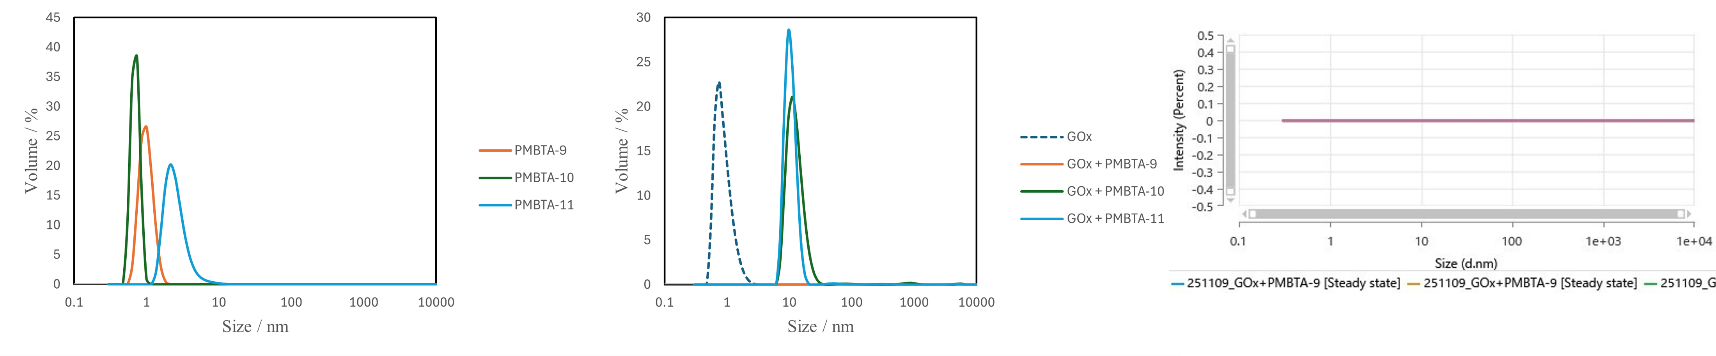 45
40
35
30
25
20
15
10
5
0
Volume / %
0.1 1 10 100 1000 10000
Size / nm
PMBTA-9
PMBTA-10
PMBTA-11
30
25
20
15
10
5
0
Volume / %
0.1 1 10 100 1000 10000
Size / nm
GOx
GOx + PMBTA-9
GOx + PMBTA-10
GOx + PMBTA-11
0.5
0.4
0.3
0.2
0.1
0
-0.1
-0.2
-0.3
-0.4
-0.5
Intensity (Percent)
0.1 1 10 100 1e+03 1e+04
Size (d.nm)
251109_GOx+PMBTA-9 [Steady state] 251109_GOx+PMBTA-9 [Steady state] 251109_G